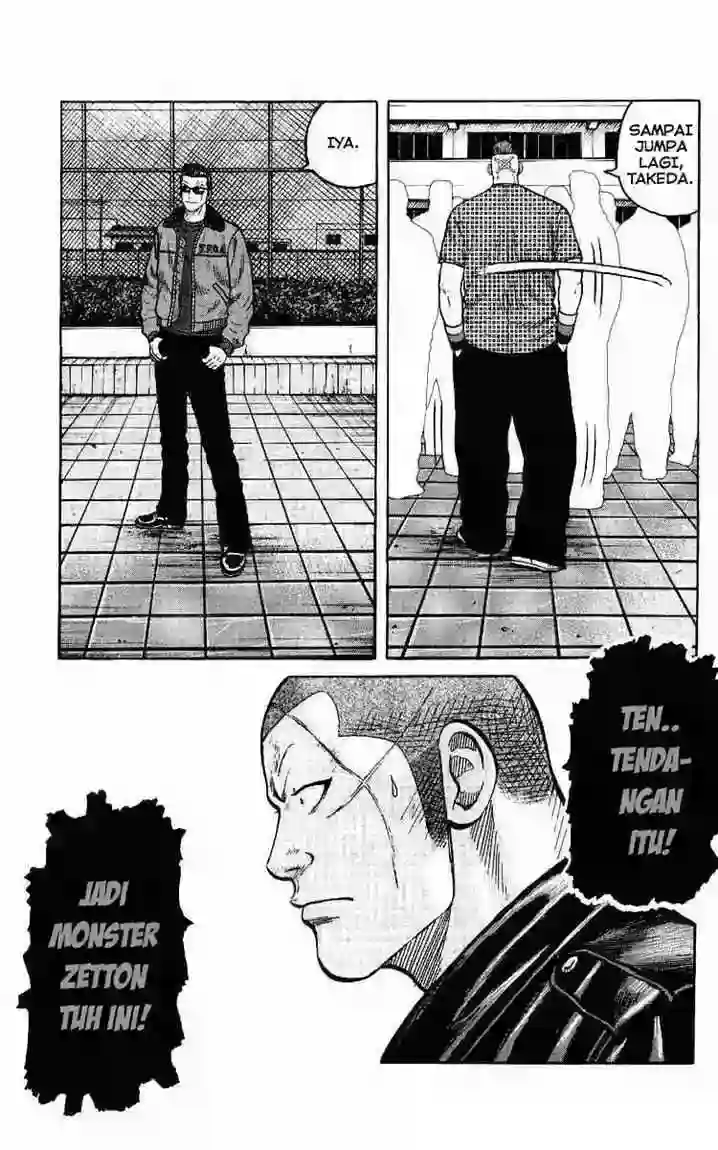 SAMPAI
JUMPA
LAGI,
TAKEDA.
IYA.
TEN..
TENDA-
NGAN
ITU!
JADI
MONSTER
ZETTON
TUH INI!